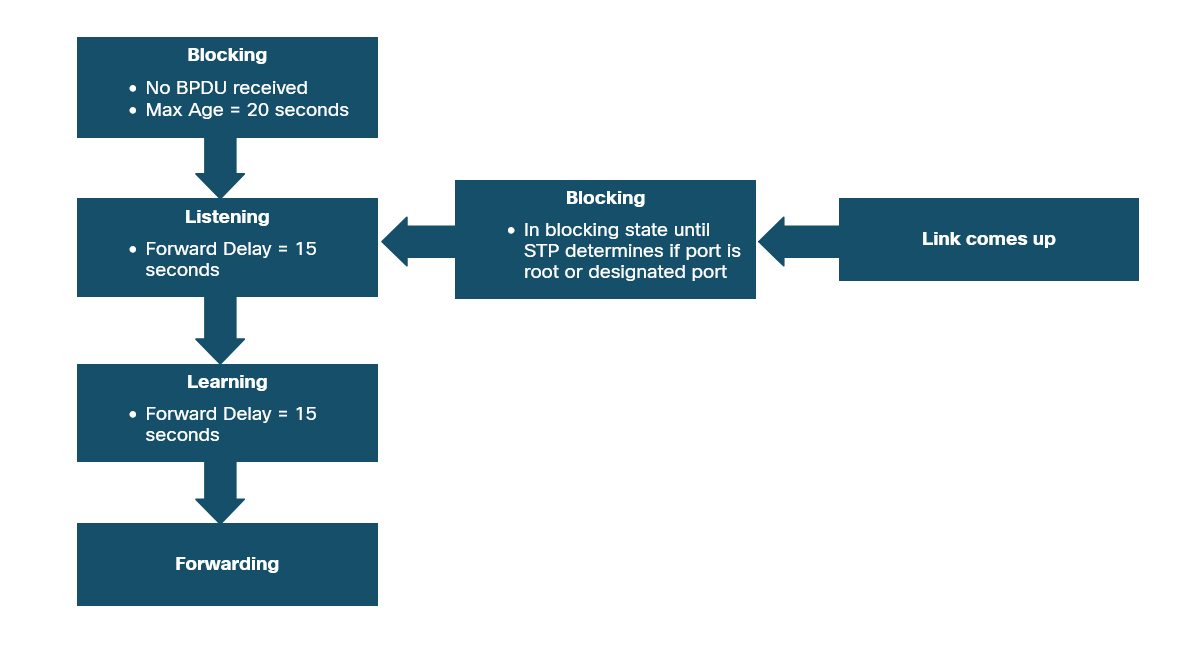 Blocking
• No BPDU received
• Max Age = 20 seconds
Listening
• Forward Delay = 15
seconds
Blocking
• In blocking state until
STP determines if port is
root or designated port
Link comes up
Learning
• Forward Delay = 15
seconds
Forwarding